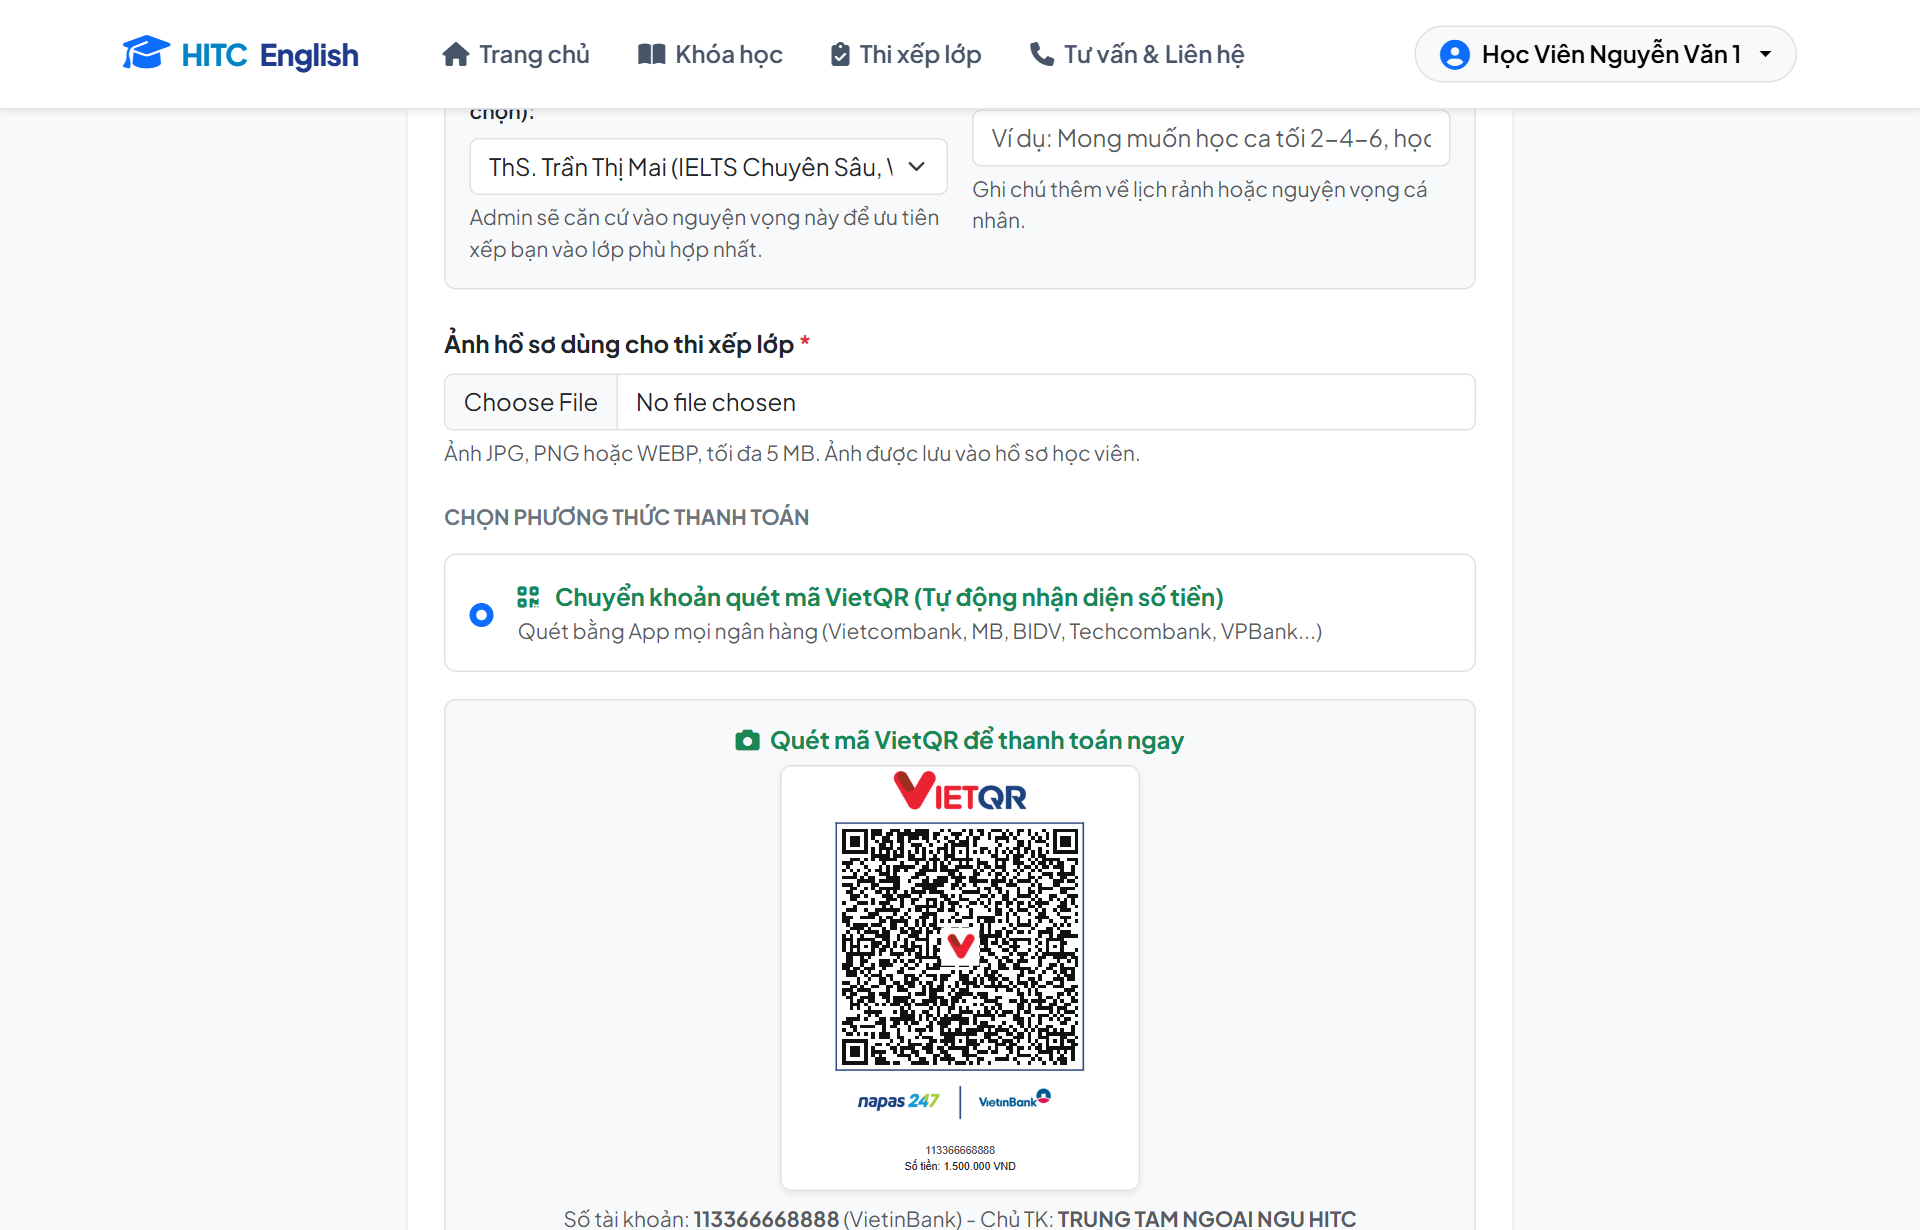 HITC English
Trang chủ
Khóa học
Thi xếp lớp
Tư vấn & Liên hệ
Học Viên Nguyễn Văn 1
chọn):
ThS. Trần Thị Mai (IELTS Chuyên Sâu,
Admin sẽ căn cứ vào nguyện vọng này để ưu tiên
xếp bạn vào lớp phù hợp nhất.
Ví dụ: Mong muốn học ca tối 2-4-6, học
Ghi chú thêm về lịch rảnh hoặc nguyện vọng cá
nhân.
Ảnh hồ sơ dùng cho thi xếp lớp *
Choose File No file chosen
Ảnh JPG, PNG hoặc WEBP, tối đa 5 MB. Ảnh được lưu vào hồ sơ học viên.
CHỌN PHƯƠNG THỨC THANH TOÁN
Chuyển khoản quét mã VietQR (Tự động nhận diện số tiền)
Quét bằng App mọi ngân hàng (Vietcombank, MB, BIDV, Techcombank, VPBank...)
Quét mã VietQR để thanh toán ngay
VIETQR
napas 247
VietinBank
113366668888
Số tiền: 1.500.000 VND
Số tài khoản: 113366668888 (VietinBank) - Chủ TK: TRUNG TAM NGOAI NGU HITC